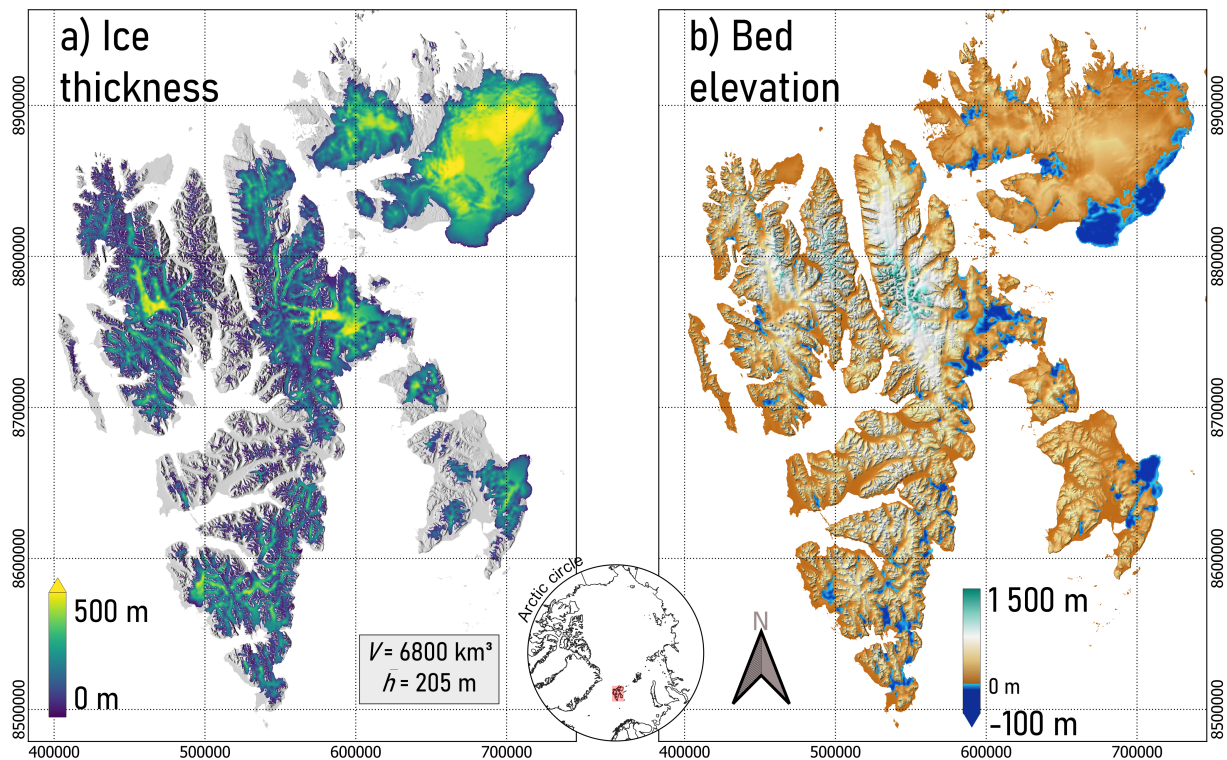 a) Ice
thickness
b) Bed
elevation
8900000
8800000
8700000
8600000
8500000
8900000
8800000
8700000
8600000
8500000
500 m
0 m
V = 6800 km³
h̄ = 205 m
Arctic circle
N
1 500 m
0 m
-100 m
400000
500000
600000
700000
400000
500000
600000
700000